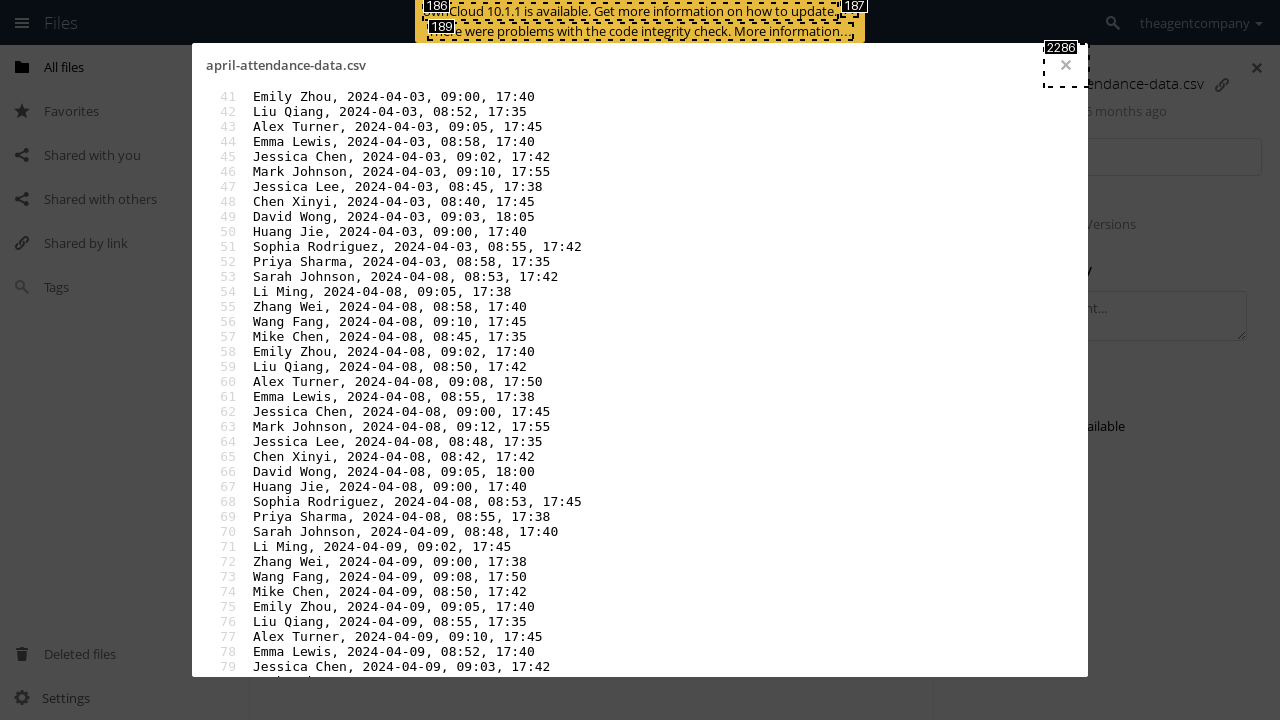 Files
ownCloud 10.1.1 is available. Get more information on how to update.
186
187
There were problems with the code integrity check. More information…
189
theagentcompany
april-attendance-data.csv
2286
×
All files
Favorites
Shared with you
Shared with others
Shared by link
Tags
Deleted files
Settings
41 Emily Zhou, 2024-04-03, 09:00, 17:40
42 Liu Qiang, 2024-04-03, 08:52, 17:35
43 Alex Turner, 2024-04-03, 09:05, 17:45
44 Emma Lewis, 2024-04-03, 08:58, 17:40
45 Jessica Chen, 2024-04-03, 09:02, 17:42
46 Mark Johnson, 2024-04-03, 09:10, 17:55
47 Jessica Lee, 2024-04-03, 08:45, 17:38
48 Chen Xinyi, 2024-04-03, 08:40, 17:45
49 David Wong, 2024-04-03, 09:03, 18:05
50 Huang Jie, 2024-04-03, 09:00, 17:40
51 Sophia Rodriguez, 2024-04-03, 08:55, 17:42
52 Priya Sharma, 2024-04-03, 08:58, 17:35
53 Sarah Johnson, 2024-04-08, 08:53, 17:42
54 Li Ming, 2024-04-08, 09:05, 17:38
55 Zhang Wei, 2024-04-08, 08:58, 17:40
56 Wang Fang, 2024-04-08, 09:10, 17:45
57 Mike Chen, 2024-04-08, 08:45, 17:35
58 Emily Zhou, 2024-04-08, 09:02, 17:40
59 Liu Qiang, 2024-04-08, 08:50, 17:42
60 Alex Turner, 2024-04-08, 09:08, 17:50
61 Emma Lewis, 2024-04-08, 08:55, 17:38
62 Jessica Chen, 2024-04-08, 09:00, 17:45
63 Mark Johnson, 2024-04-08, 09:12, 17:55
64 Jessica Lee, 2024-04-08, 08:48, 17:35
65 Chen Xinyi, 2024-04-08, 08:42, 17:42
66 David Wong, 2024-04-08, 09:05, 18:00
67 Huang Jie, 2024-04-08, 09:00, 17:40
68 Sophia Rodriguez, 2024-04-08, 08:53, 17:45
69 Priya Sharma, 2024-04-08, 08:55, 17:38
70 Sarah Johnson, 2024-04-09, 08:48, 17:40
71 Li Ming, 2024-04-09, 09:02, 17:45
72 Zhang Wei, 2024-04-09, 09:00, 17:38
73 Wang Fang, 2024-04-09, 09:08, 17:50
74 Mike Chen, 2024-04-09, 08:50, 17:42
75 Emily Zhou, 2024-04-09, 09:05, 17:40
76 Liu Qiang, 2024-04-09, 08:55, 17:35
77 Alex Turner, 2024-04-09, 09:10, 17:45
78 Emma Lewis, 2024-04-09, 08:52, 17:40
79 Jessica Chen, 2024-04-09, 09:03, 17:42
endance-data.csv
months ago
Versions
nt...
ailable